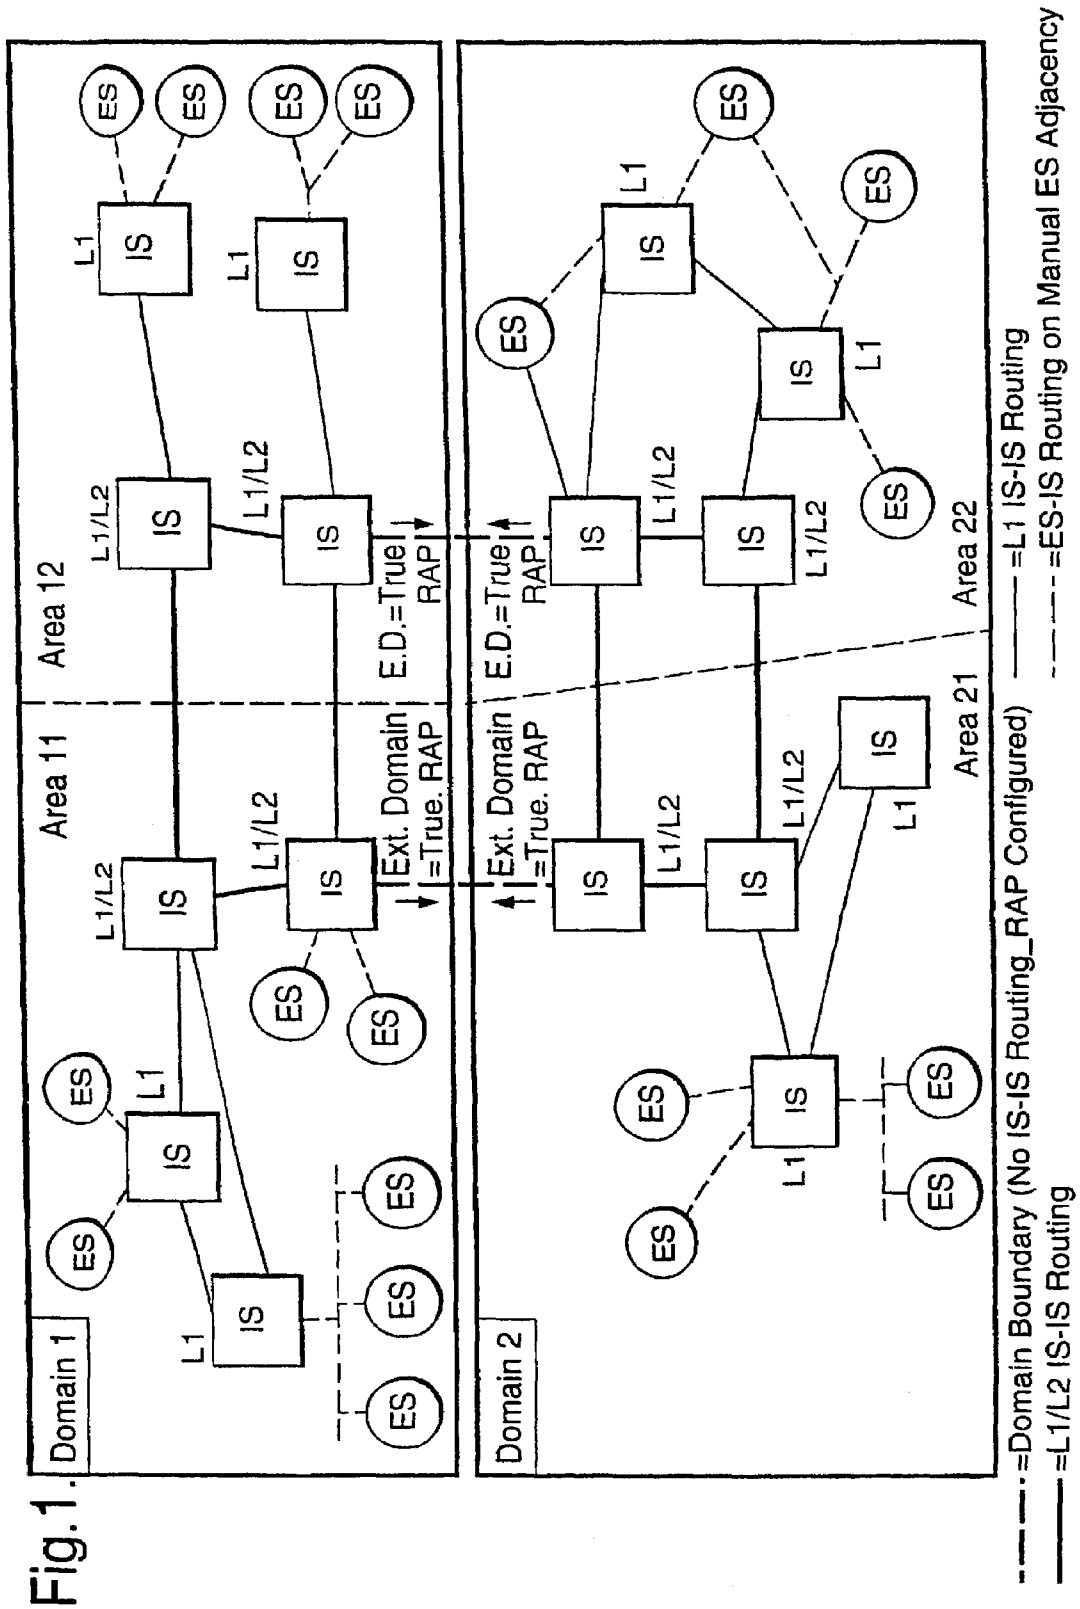 Fig.1.
Domain 1
Area 11
Area 12
ES
ES
L1
IS
L1
IS
ES
ES
ES
L1/L2
IS
L1/L2
IS
ES
ES
L1/L2
IS
L1/L2
IS
L1
IS
ES
ES
L1
IS
ES
ES
Ext. Domain
=True. RAP
E.D.=True
RAP
Domain 2
Ext. Domain
=True. RAP
E.D.=True
RAP
IS
L1/L2
IS
L1/L2
IS
L1
ES
ES
IS
L1
ES
ES
Area 21
IS
L1/L2
IS
L1/L2
ES
IS
L1
ES
IS
L1
ES
ES
Area 22
=Domain Boundary (No IS-IS Routing_RAP Configured)
=L1 IS-IS Routing
=L1/L2 IS-IS Routing
=ES-IS Routing on Manual ES Adjacency